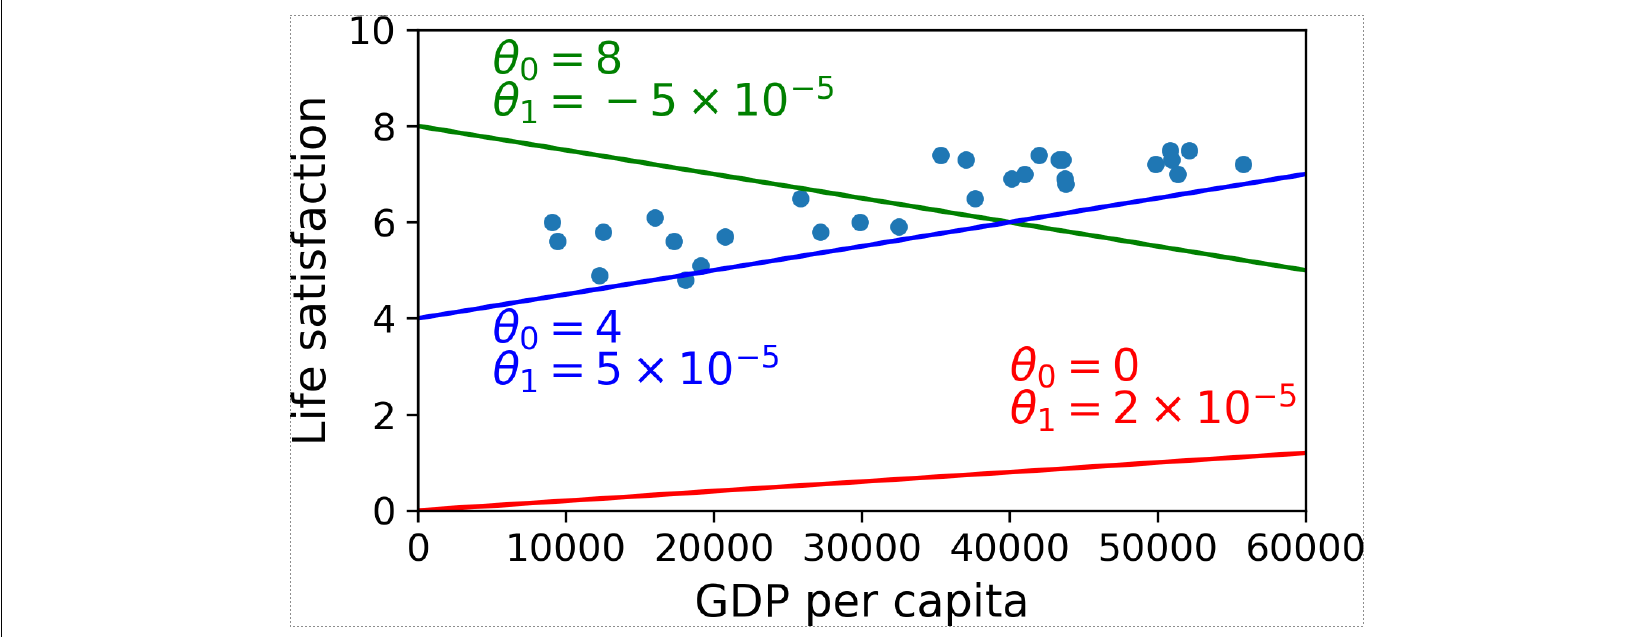 10
θ0 = 8
θ1 = −5 × 10−5
8
6
4
θ0 = 4
θ1 = 5 × 10−5
θ0 = 0
θ1 = 2 × 10−5
2
0
Life satisfaction
0 10000 20000 30000 40000 50000 60000
GDP per capita